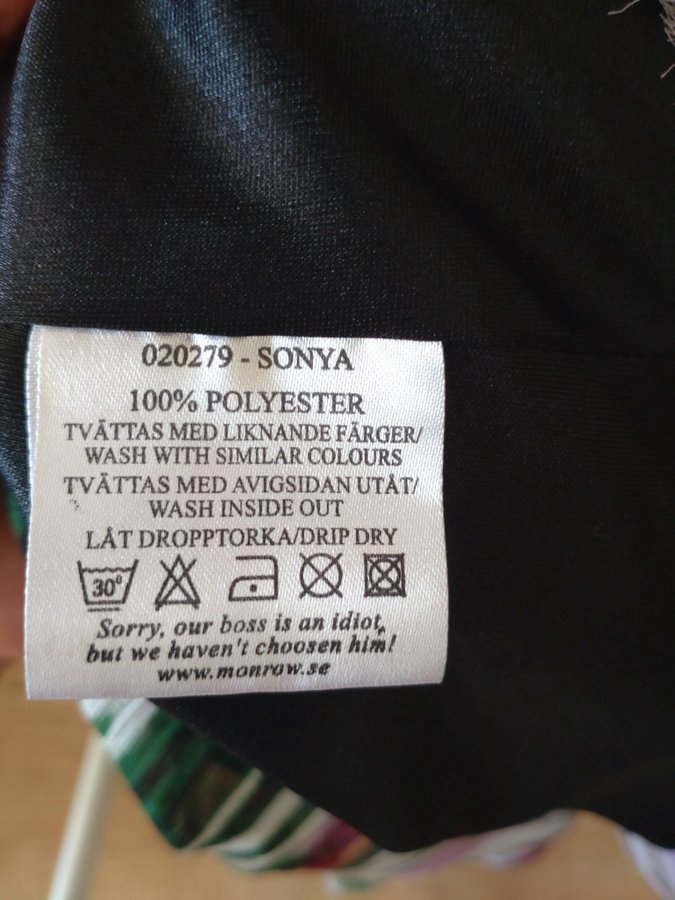 020279 - SONYA
100% POLYESTER
TVÄTTAS MED LIKNANDE FÄRGER/
WASH WITH SIMILAR COLOURS
TVÄTTAS MED AVIGSIDAN UTÅT/
WASH INSIDE OUT
LÅT DROPPTORKA/DRIP DRY
30°
Sorry, our boss is an idiot,
but we haven't choosen him!
www.monrow.se